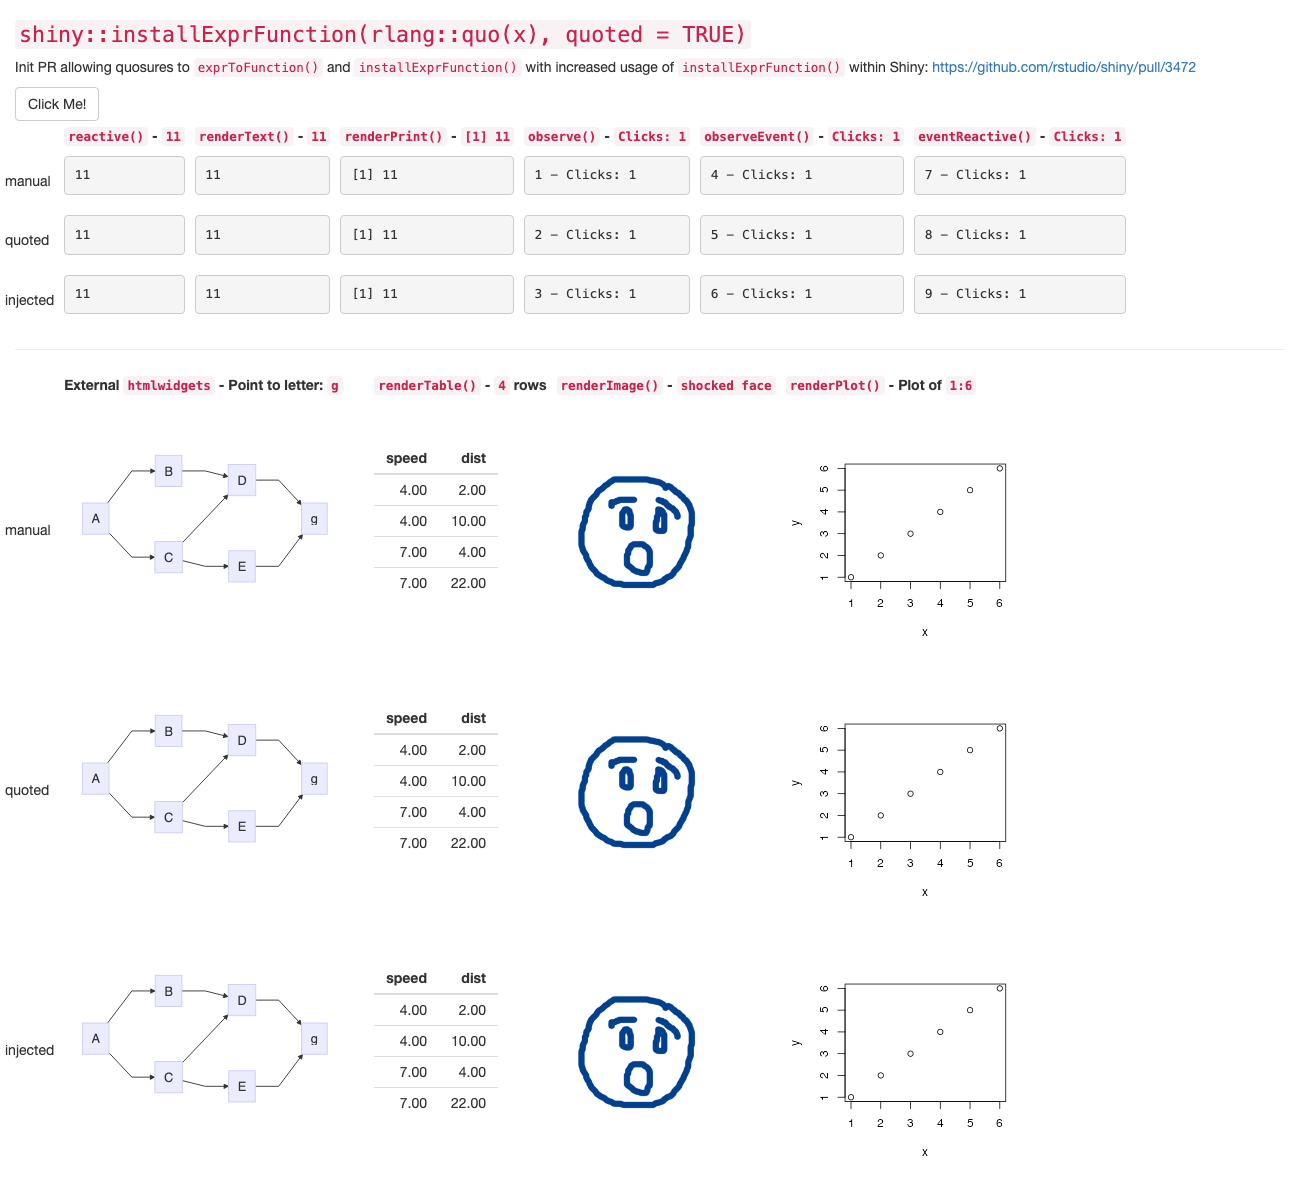 shiny::installExprFunction(rlang::quo(x), quoted = TRUE)
Init PR allowing quosures to exprToFunction() and installExprFunction() with increased usage of installExprFunction() within Shiny: https://github.com/rstudio/shiny/pull/3472
Click Me!
reactive() - 11 renderText() - 11 renderPrint() - [1] 11 observe() - Clicks: 1 observeEvent() - Clicks: 1 eventReactive() - Clicks: 1
manual 11 11 [1] 11 1 – Clicks: 1 4 – Clicks: 1 7 – Clicks: 1
quoted 11 11 [1] 11 2 – Clicks: 1 5 – Clicks: 1 8 – Clicks: 1
injected 11 11 [1] 11 3 – Clicks: 1 6 – Clicks: 1 9 – Clicks: 1
External htmlwidgets - Point to letter: g renderTable() - 4 rows renderImage() - shocked face renderPlot() - Plot of 1:6
manual
A
B
C
D
E
g
speed dist
4.00 2.00
4.00 10.00
7.00 4.00
7.00 22.00
y
6
5
4
3
2
1
1 2 3 4 5 6
x
quoted
A
B
C
D
E
g
speed dist
4.00 2.00
4.00 10.00
7.00 4.00
7.00 22.00
y
6
5
4
3
2
1
1 2 3 4 5 6
x
injected
A
B
C
D
E
g
speed dist
4.00 2.00
4.00 10.00
7.00 4.00
7.00 22.00
y
6
5
4
3
2
1
1 2 3 4 5 6
x